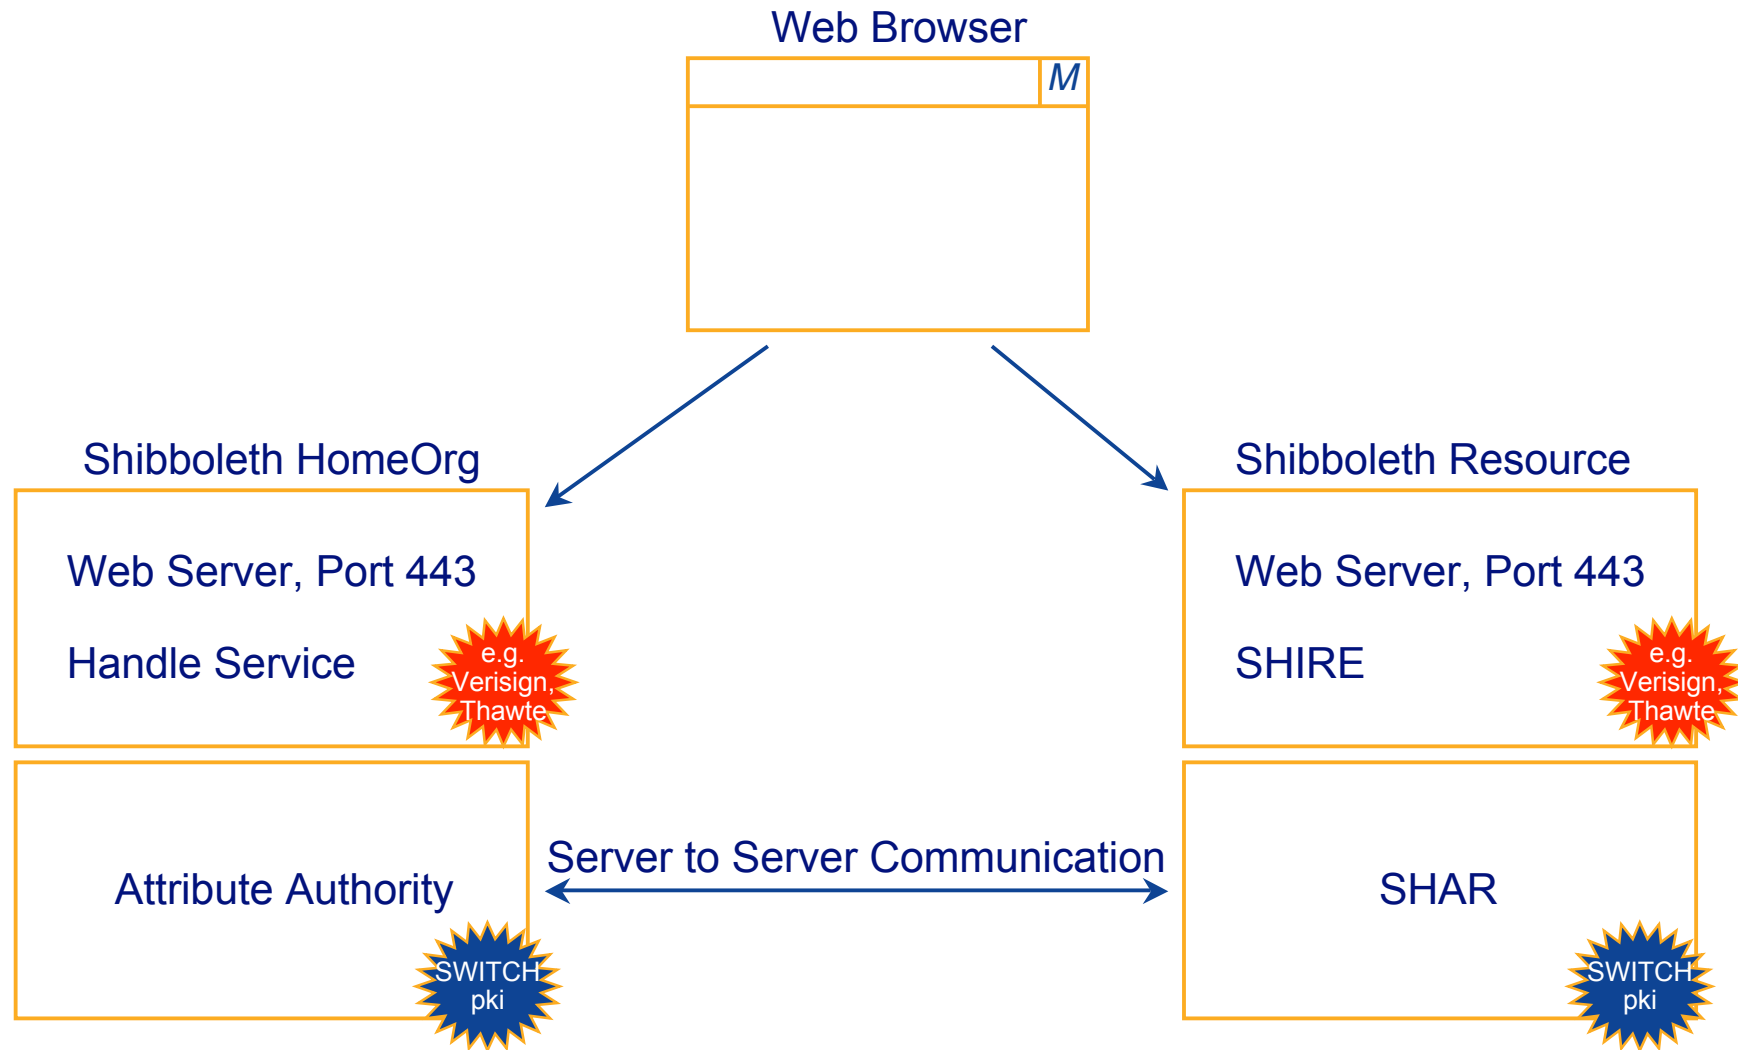 Web Browser
M
Shibboleth HomeOrg
Web Server, Port 443
Handle Service
e.g.
Verisign,
Thawte
Attribute Authority
SWITCH
pki
Server to Server Communication
Shibboleth Resource
Web Server, Port 443
SHIRE
e.g.
Verisign,
Thawte
SHAR
SWITCH
pki